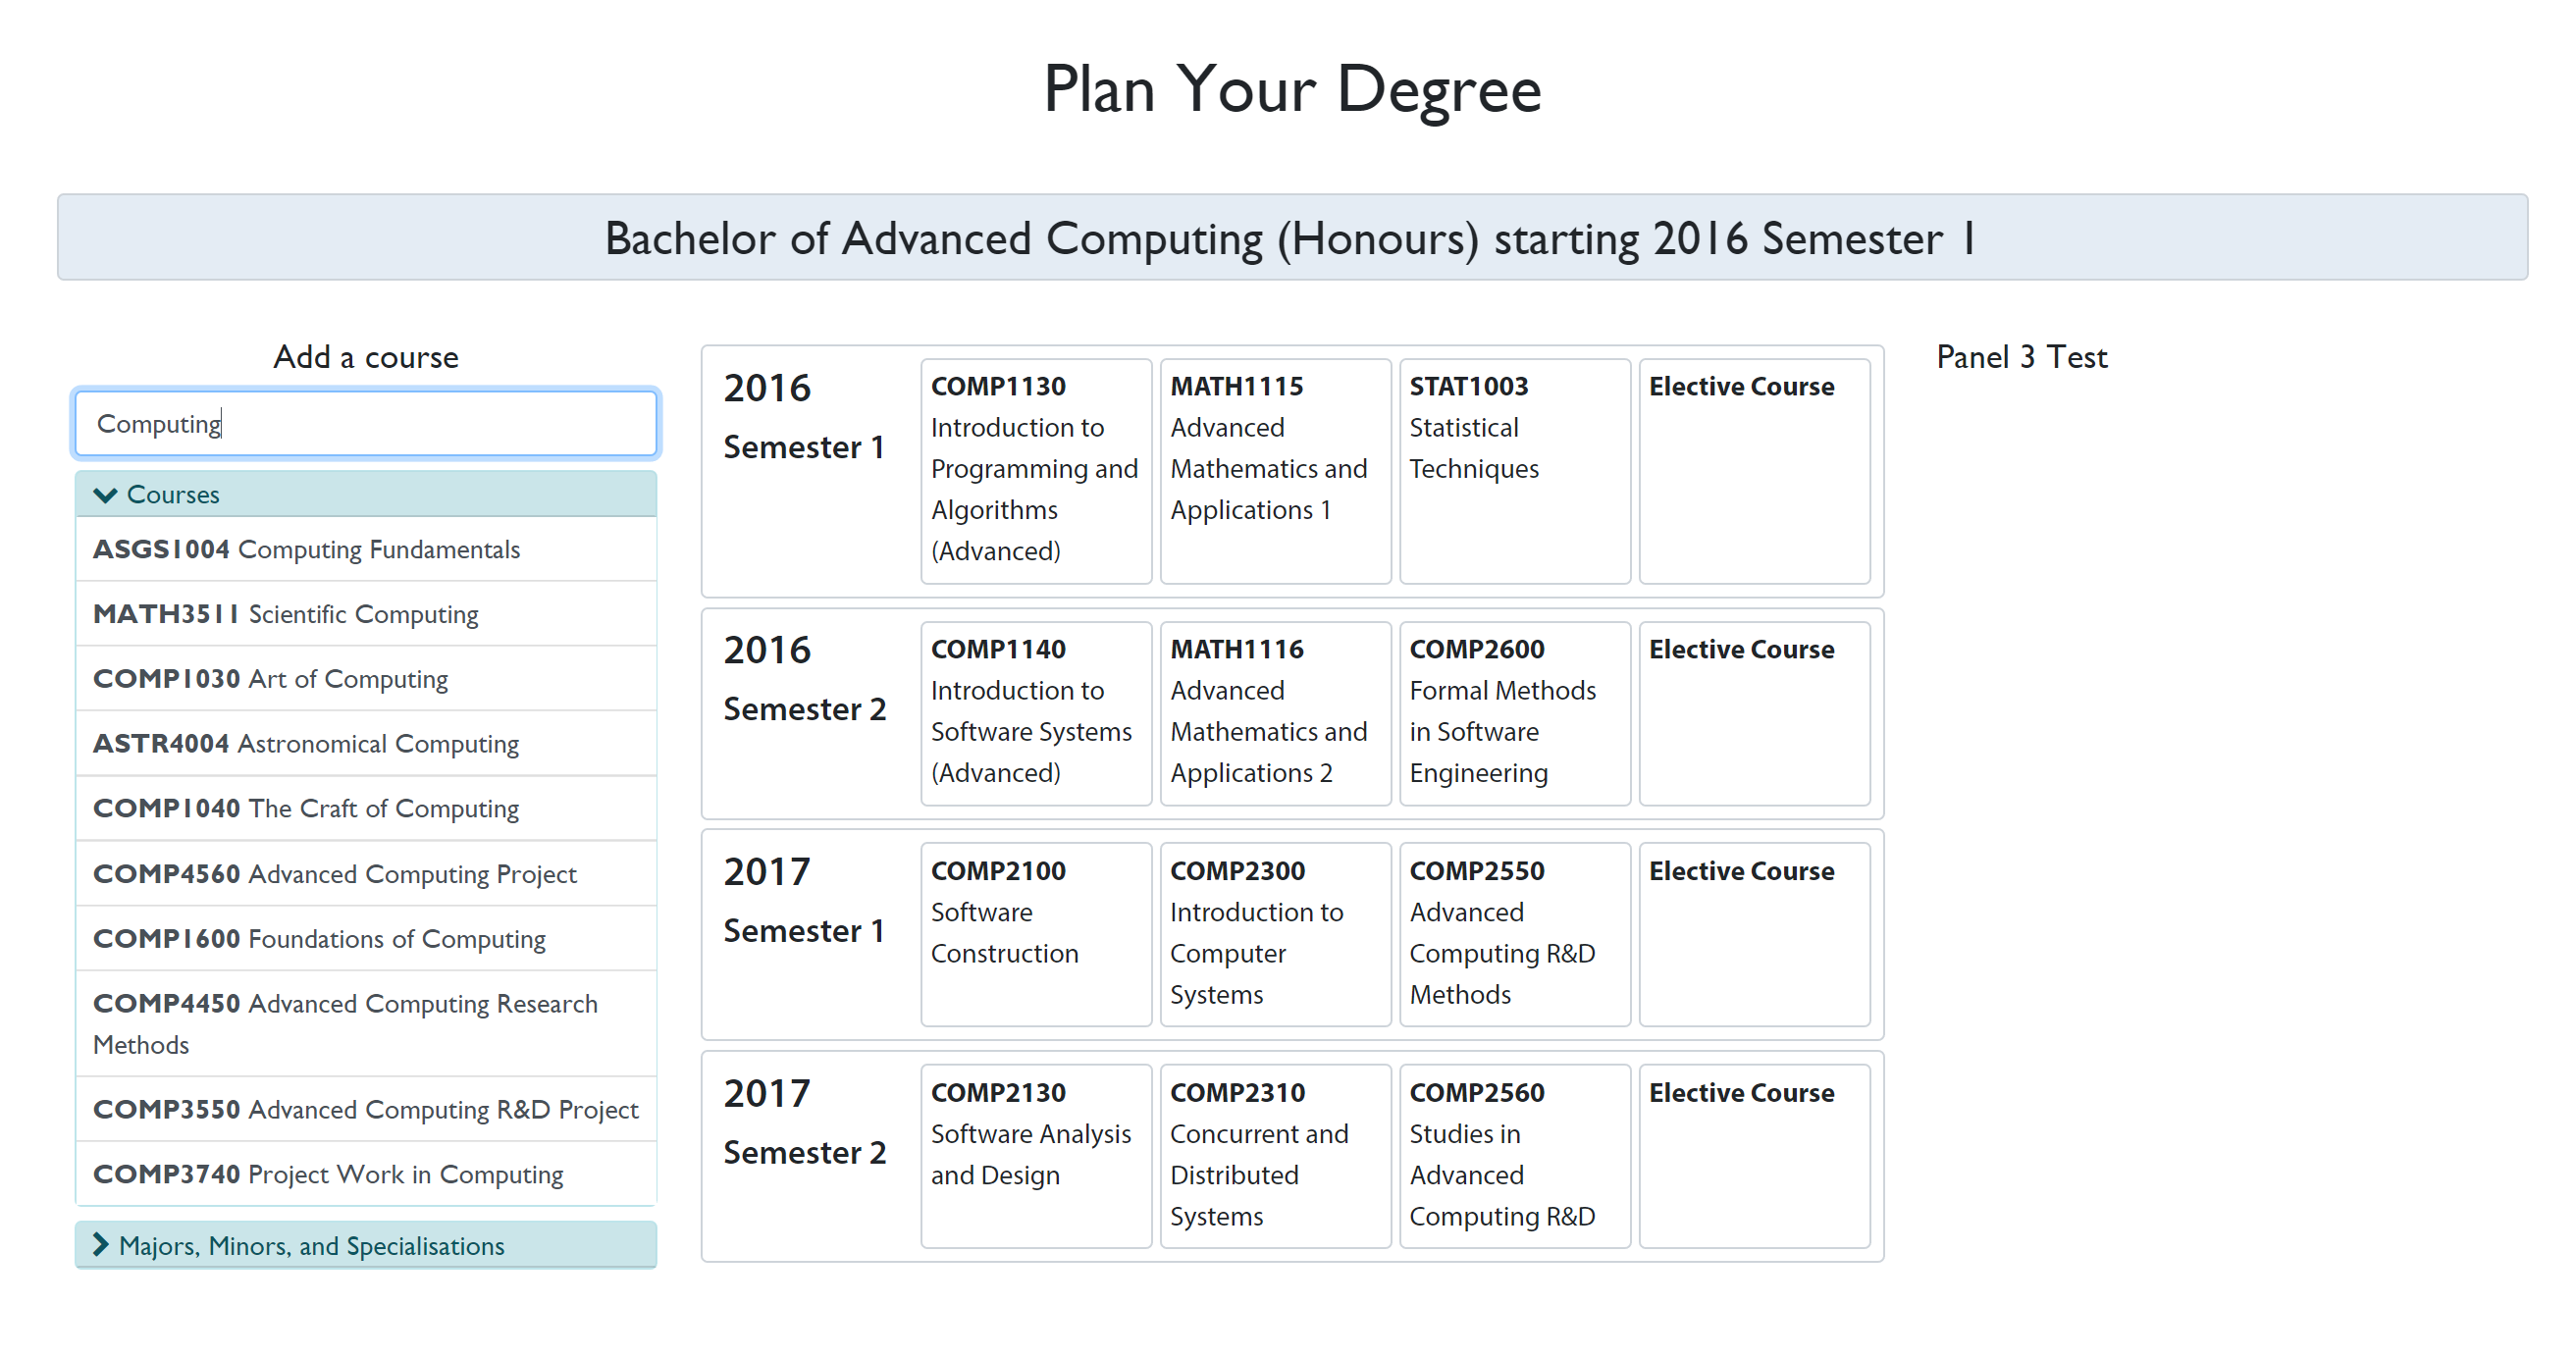 Plan Your Degree
Bachelor of Advanced Computing (Honours) starting 2016 Semester 1
Add a course
Computing
Courses
ASGS1004 Computing Fundamentals
MATH3511 Scientific Computing
COMP1030 Art of Computing
ASTR4004 Astronomical Computing
COMP1040 The Craft of Computing
COMP4560 Advanced Computing Project
COMP1600 Foundations of Computing
COMP4450 Advanced Computing Research
Methods
COMP3550 Advanced Computing R&D Project
COMP3740 Project Work in Computing
Majors, Minors, and Specialisations
2016
Semester 1
COMP1130
Introduction to
Programming and
Algorithms
(Advanced)
MATH1115
Advanced
Mathematics and
Applications 1
STAT1003
Statistical
Techniques
Elective Course
2016
Semester 2
COMP1140
Introduction to
Software Systems
(Advanced)
MATH1116
Advanced
Mathematics and
Applications 2
COMP2600
Formal Methods
in Software
Engineering
Elective Course
2017
Semester 1
COMP2100
Software
Construction
COMP2300
Introduction to
Computer
Systems
COMP2550
Advanced
Computing R&D
Methods
Elective Course
2017
Semester 2
COMP2130
Software Analysis
and Design
COMP2310
Concurrent and
Distributed
Systems
COMP2560
Studies in
Advanced
Computing R&D
Elective Course
Panel 3 Test